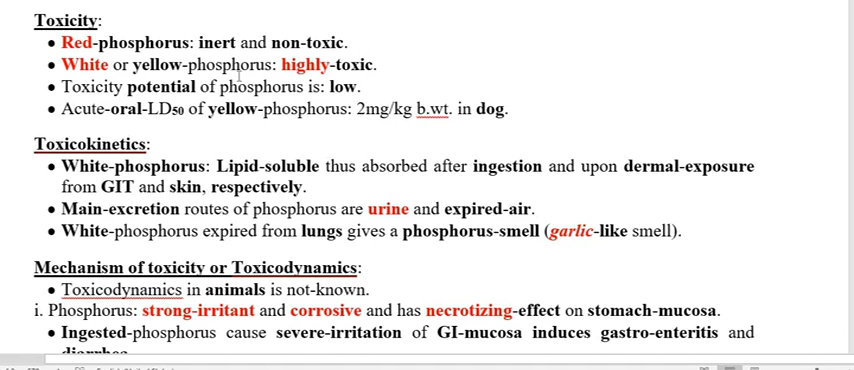 Toxicity:
• Red-phosphorus: inert and non-toxic.
• White or yellow-phosphorus: highly-toxic.
• Toxicity potential of phosphorus is: low.
• Acute-oral-LD50 of yellow-phosphorus: 2mg/kg b.wt. in dog.
Toxicokinetics:
• White-phosphorus: Lipid-soluble thus absorbed after ingestion and upon dermal-exposure
from GIT and skin, respectively.
• Main-excretion routes of phosphorus are urine and expired-air.
• White-phosphorus expired from lungs gives a phosphorus-smell (garlic-like smell).
Mechanism of toxicity or Toxicodynamics:
• Toxicodynamics in animals is not-known.
i. Phosphorus: strong-irritant and corrosive and has necrotizing-effect on stomach-mucosa.
• Ingested-phosphorus cause severe-irritation of GI-mucosa induces gastro-enteritis and